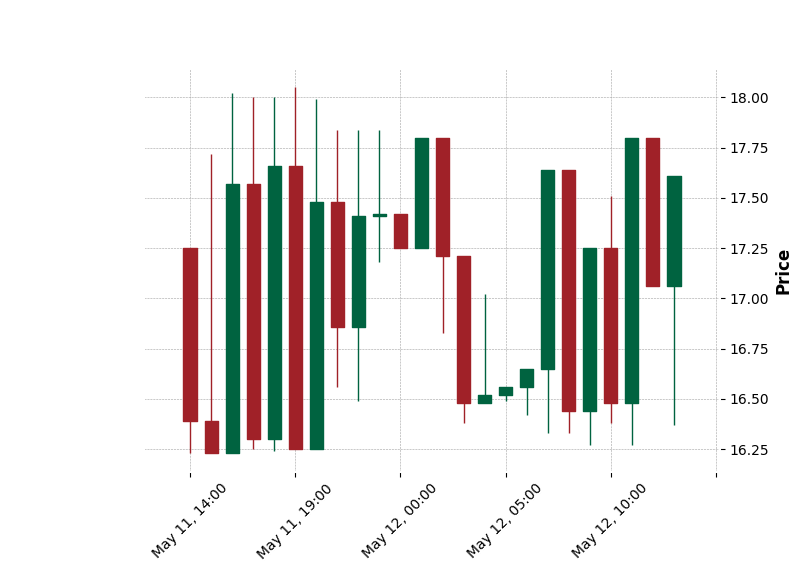 18.00
17.75
17.50
17.25
17.00
16.75
16.50
16.25
Price
May 11, 14:00
May 11, 19:00
May 12, 00:00
May 12, 05:00
May 12, 10:00